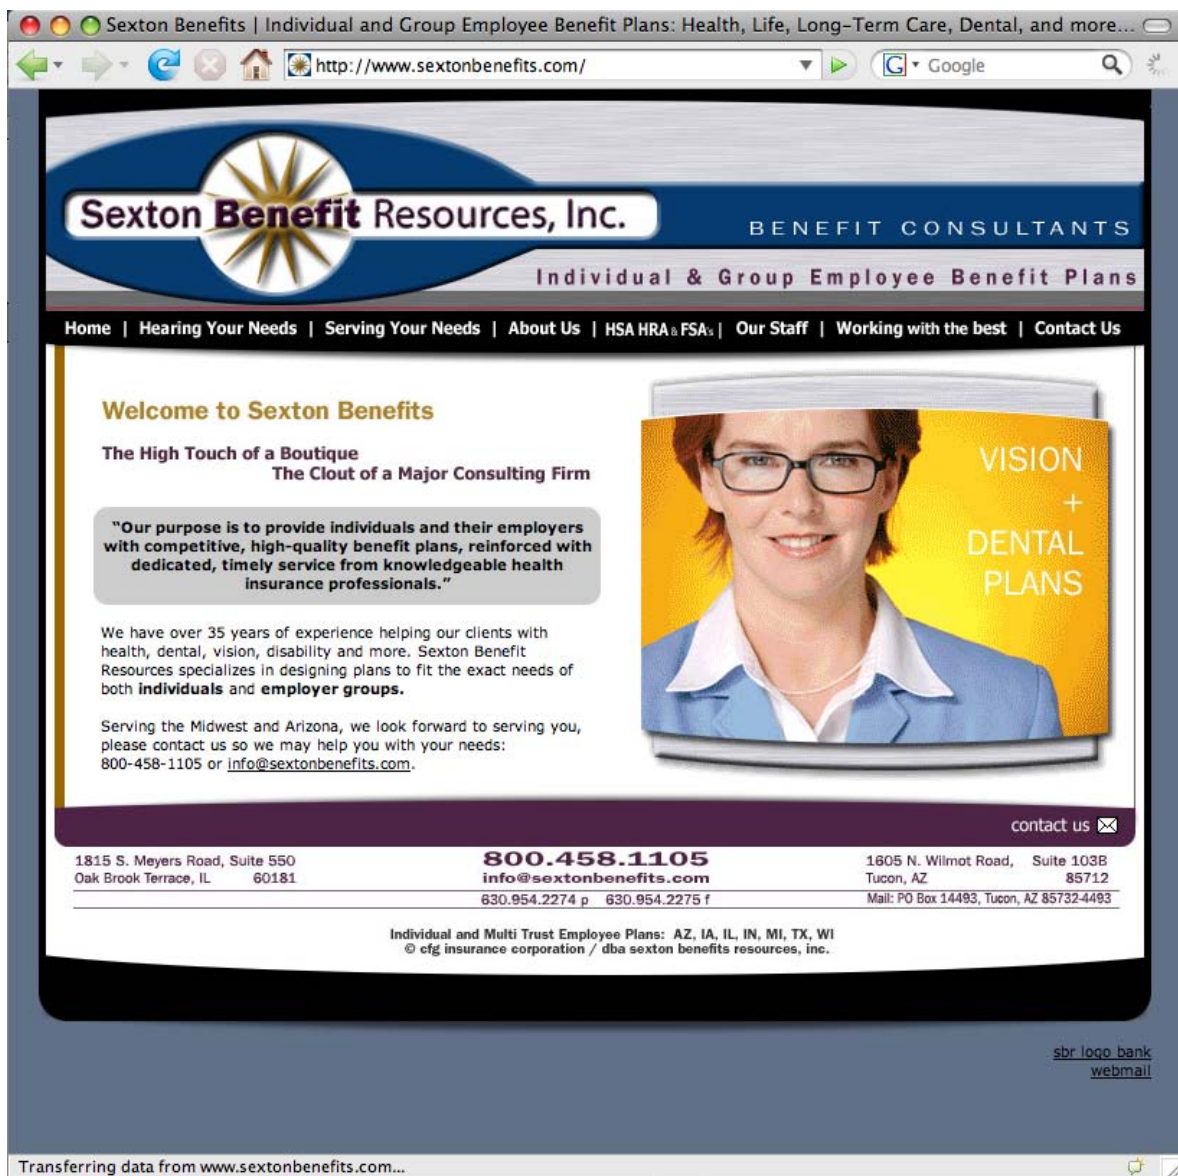 Sexton Benefits | Individual and Group Employee Benefit Plans: Health, Life, Long-Term Care, Dental, and more...
http://www.sextonbenefits.com/
G Google
Sexton Benefit Resources, Inc.
BENEFIT CONSULTANTS
Individual & Group Employee Benefit Plans
Home | Hearing Your Needs | Serving Your Needs | About Us | HSA HRA & FSA's | Our Staff | Working with the best | Contact Us
Welcome to Sexton Benefits
The High Touch of a Boutique
The Clout of a Major Consulting Firm
"Our purpose is to provide individuals and their employers
with competitive, high-quality benefit plans, reinforced with
dedicated, timely service from knowledgeable health
insurance professionals."
We have over 35 years of experience helping our clients with
health, dental, vision, disability and more. Sexton Benefit
Resources specializes in designing plans to fit the exact needs of
both individuals and employer groups.
Serving the Midwest and Arizona, we look forward to serving you,
please contact us so we may help you with your needs:
800-458-1105 or info@sextonbenefits.com.
VISION
+
DENTAL
PLANS
contact us
1815 S. Meyers Road, Suite 550
Oak Brook Terrace, IL 60181
800.458.1105
info@sextonbenefits.com
630.954.2274 p 630.954.2275 f
1605 N. Wilmot Road, Suite 103B
Tucon, AZ 85712
Mail: PO Box 14493, Tucon, AZ 85732-4493
Individual and Multi Trust Employee Plans: AZ, IA, IL, IN, MI, TX, WI
© cfg insurance corporation / dba sexton benefits resources, inc.
sbr logo bank
webmail
Transferring data from www.sextonbenefits.com...